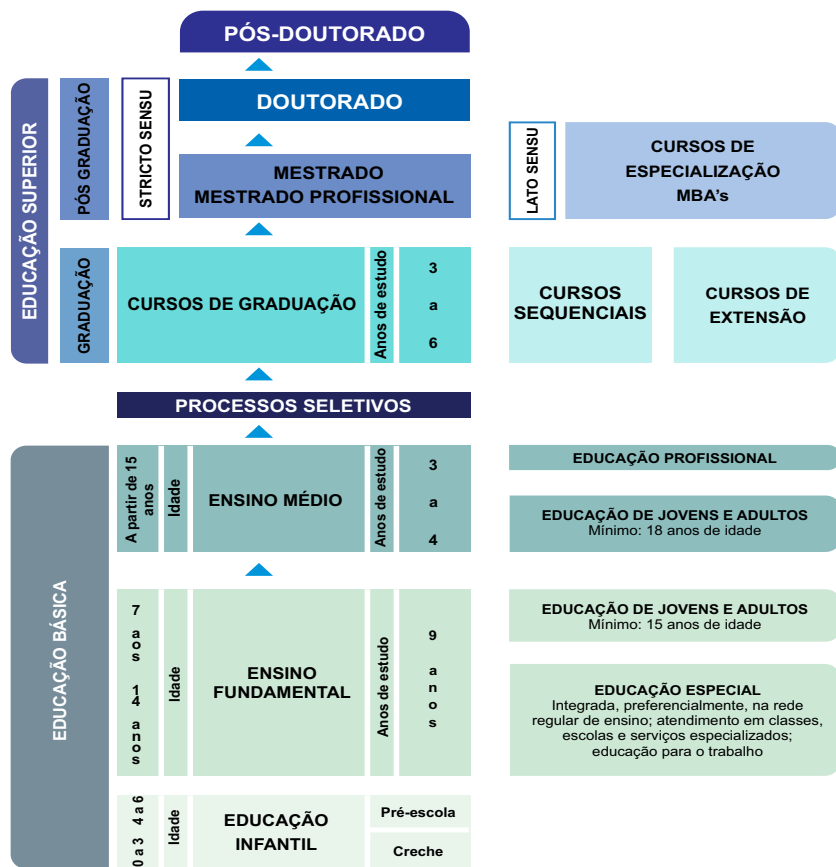 PÓS-DOUTORADO
EDUCAÇÃO SUPERIOR
PÓS GRADUAÇÃO
STRICTO SENSU
DOUTORADO
MESTRADO
MESTRADO PROFISSIONAL
LATO SENSU
CURSOS DE
ESPECIALIZAÇÃO
MBA's
GRADUAÇÃO
CURSOS DE GRADUAÇÃO
Anos de estudo
3
a
6
CURSOS
SEQUENCIAIS
CURSOS DE
EXTENSÃO
PROCESSOS SELETIVOS
EDUCAÇÃO BÁSICA
A partir de 15
anos
Idade
ENSINO MÉDIO
Anos de estudo
3
a
4
EDUCAÇÃO PROFISSIONAL
EDUCAÇÃO DE JOVENS E ADULTOS
Mínimo: 18 anos de idade
7 aos 14 anos
Idade
ENSINO
FUNDAMENTAL
Anos de estudo
9 anos
EDUCAÇÃO DE JOVENS E ADULTOS
Mínimo: 15 anos de idade
EDUCAÇÃO ESPECIAL
Integrada, preferencialmente, na rede
regular de ensino; atendimento em classes,
escolas e serviços especializados;
educação para o trabalho
0 a 3 4 a 6
Idade
EDUCAÇÃO
INFANTIL
Pré-escola
Creche